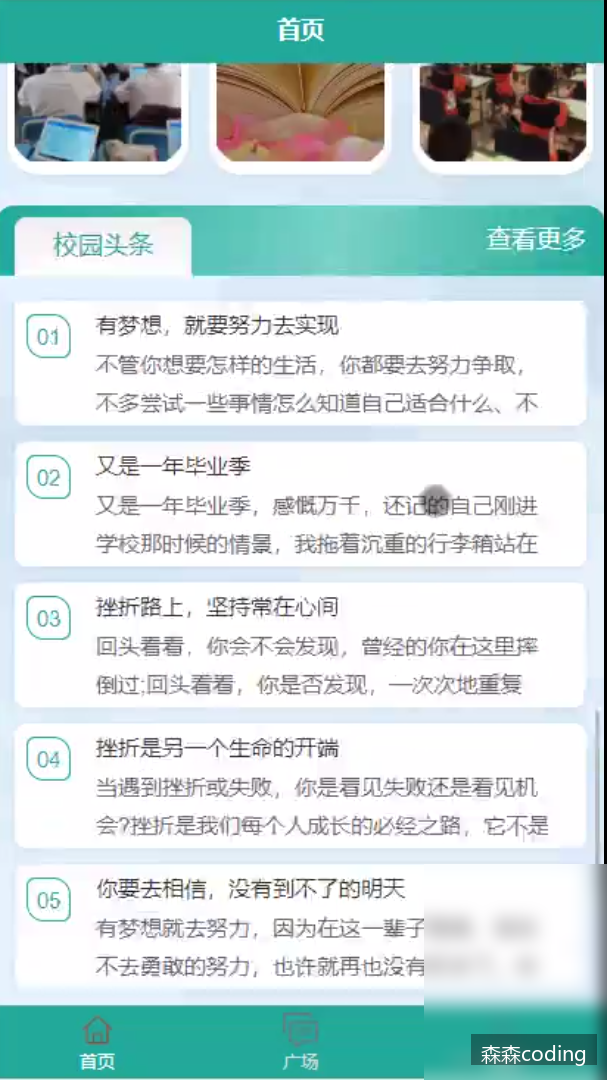 首页
校园头条
查看更多
01
有梦想，就要努力去实现
不管你想要怎样的生活，你都要去努力争取，
不多尝试一些事情怎么知道自己适合什么、不
02
又是一年毕业季
又是一年毕业季，感慨万千，还记的自己刚进
学校那时候的情景，我拖着沉重的行李箱站在
03
挫折路上，坚持常在心间
回头看看，你会不会发现，曾经的你在这里摔
倒过;回头看看，你是否发现，一次次地重复
04
挫折是另一个生命的开端
当遇到挫折或失败，你是看见失败还是看见机
会?挫折是我们每个人成长的必经之路，它不是
05
你要去相信，没有到不了的明天
有梦想就去努力，因为在这一辈子
不去勇敢的努力，也许就再也没有
首页
广场
森森coding